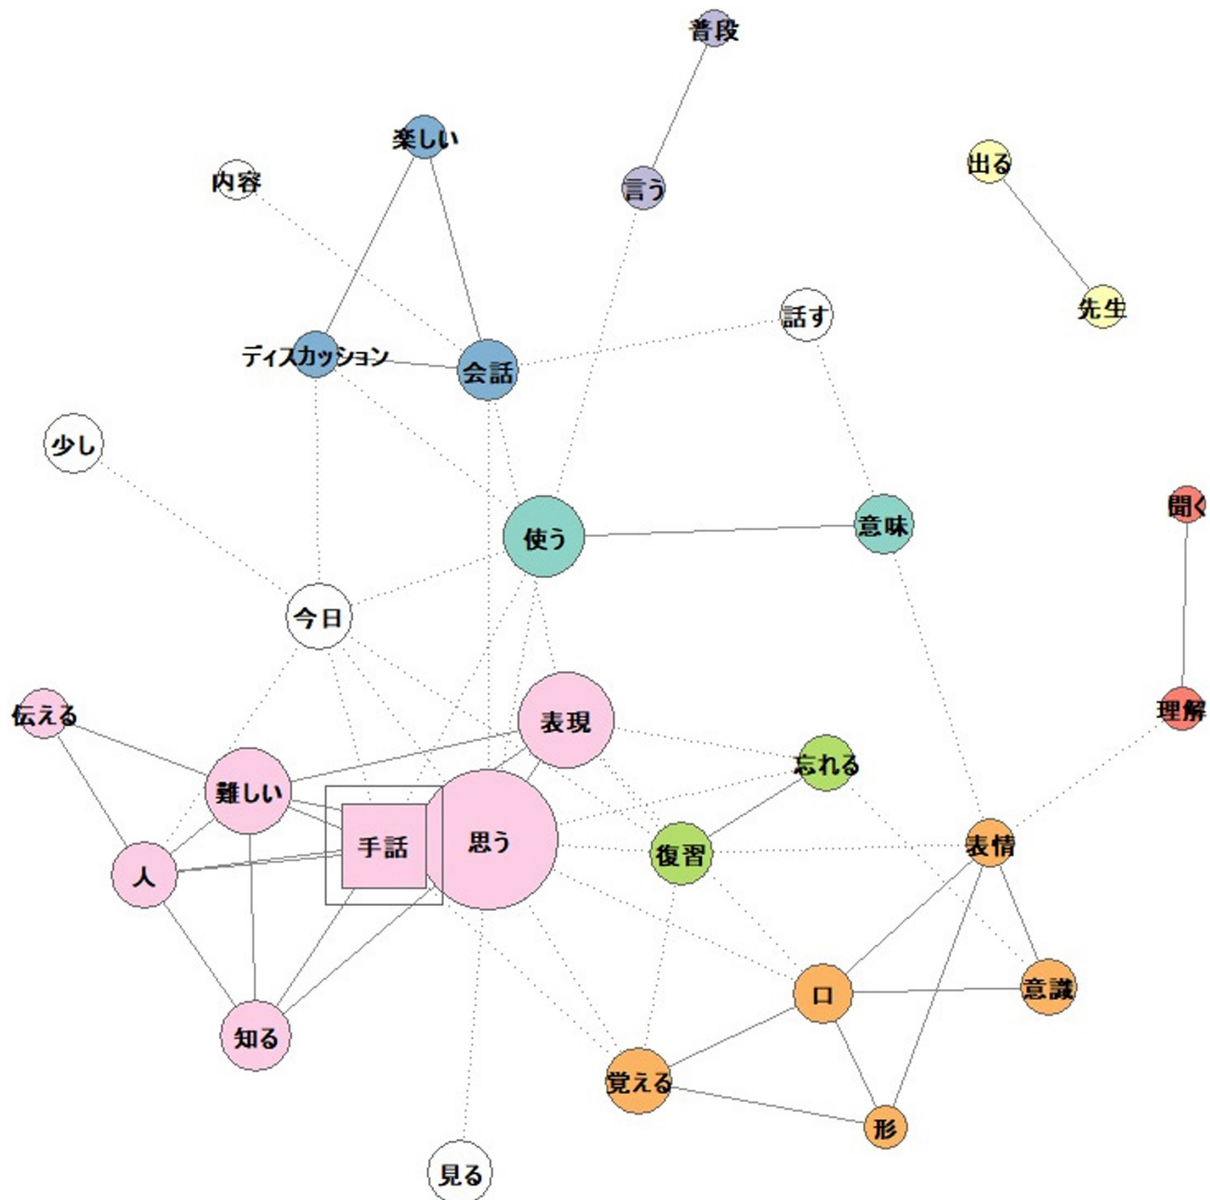 普段
楽しい
出る
内容
言う
先生
話す
ディスカッション
会話
少し
聞く
意味
使う
今日
理解
伝える
表現
忘れる
難しい
思う
手話
表情
復習
人
意識
口
知る
覚える
形
見る